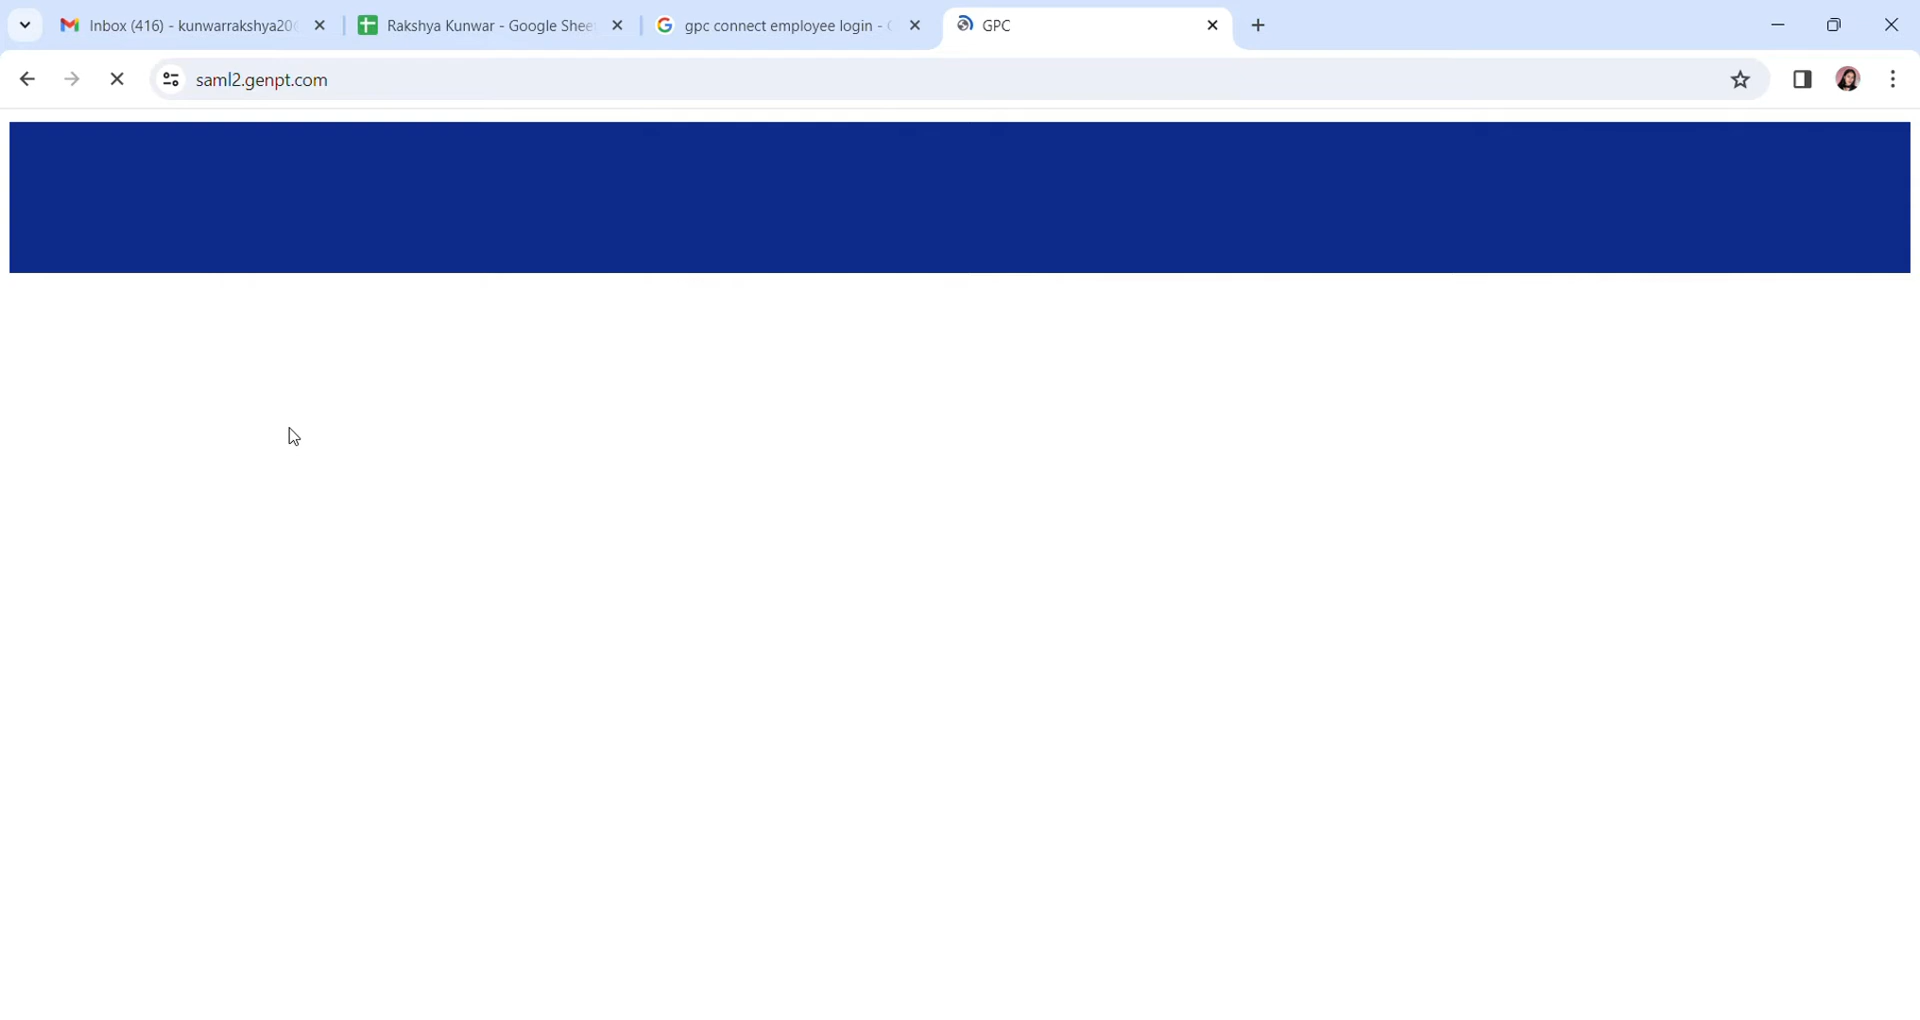 Inbox (416) - kunwarrakshya20
Rakshya Kunwar - Google Shee
gpc connect employee login -
GPC
saml2.genpt.com